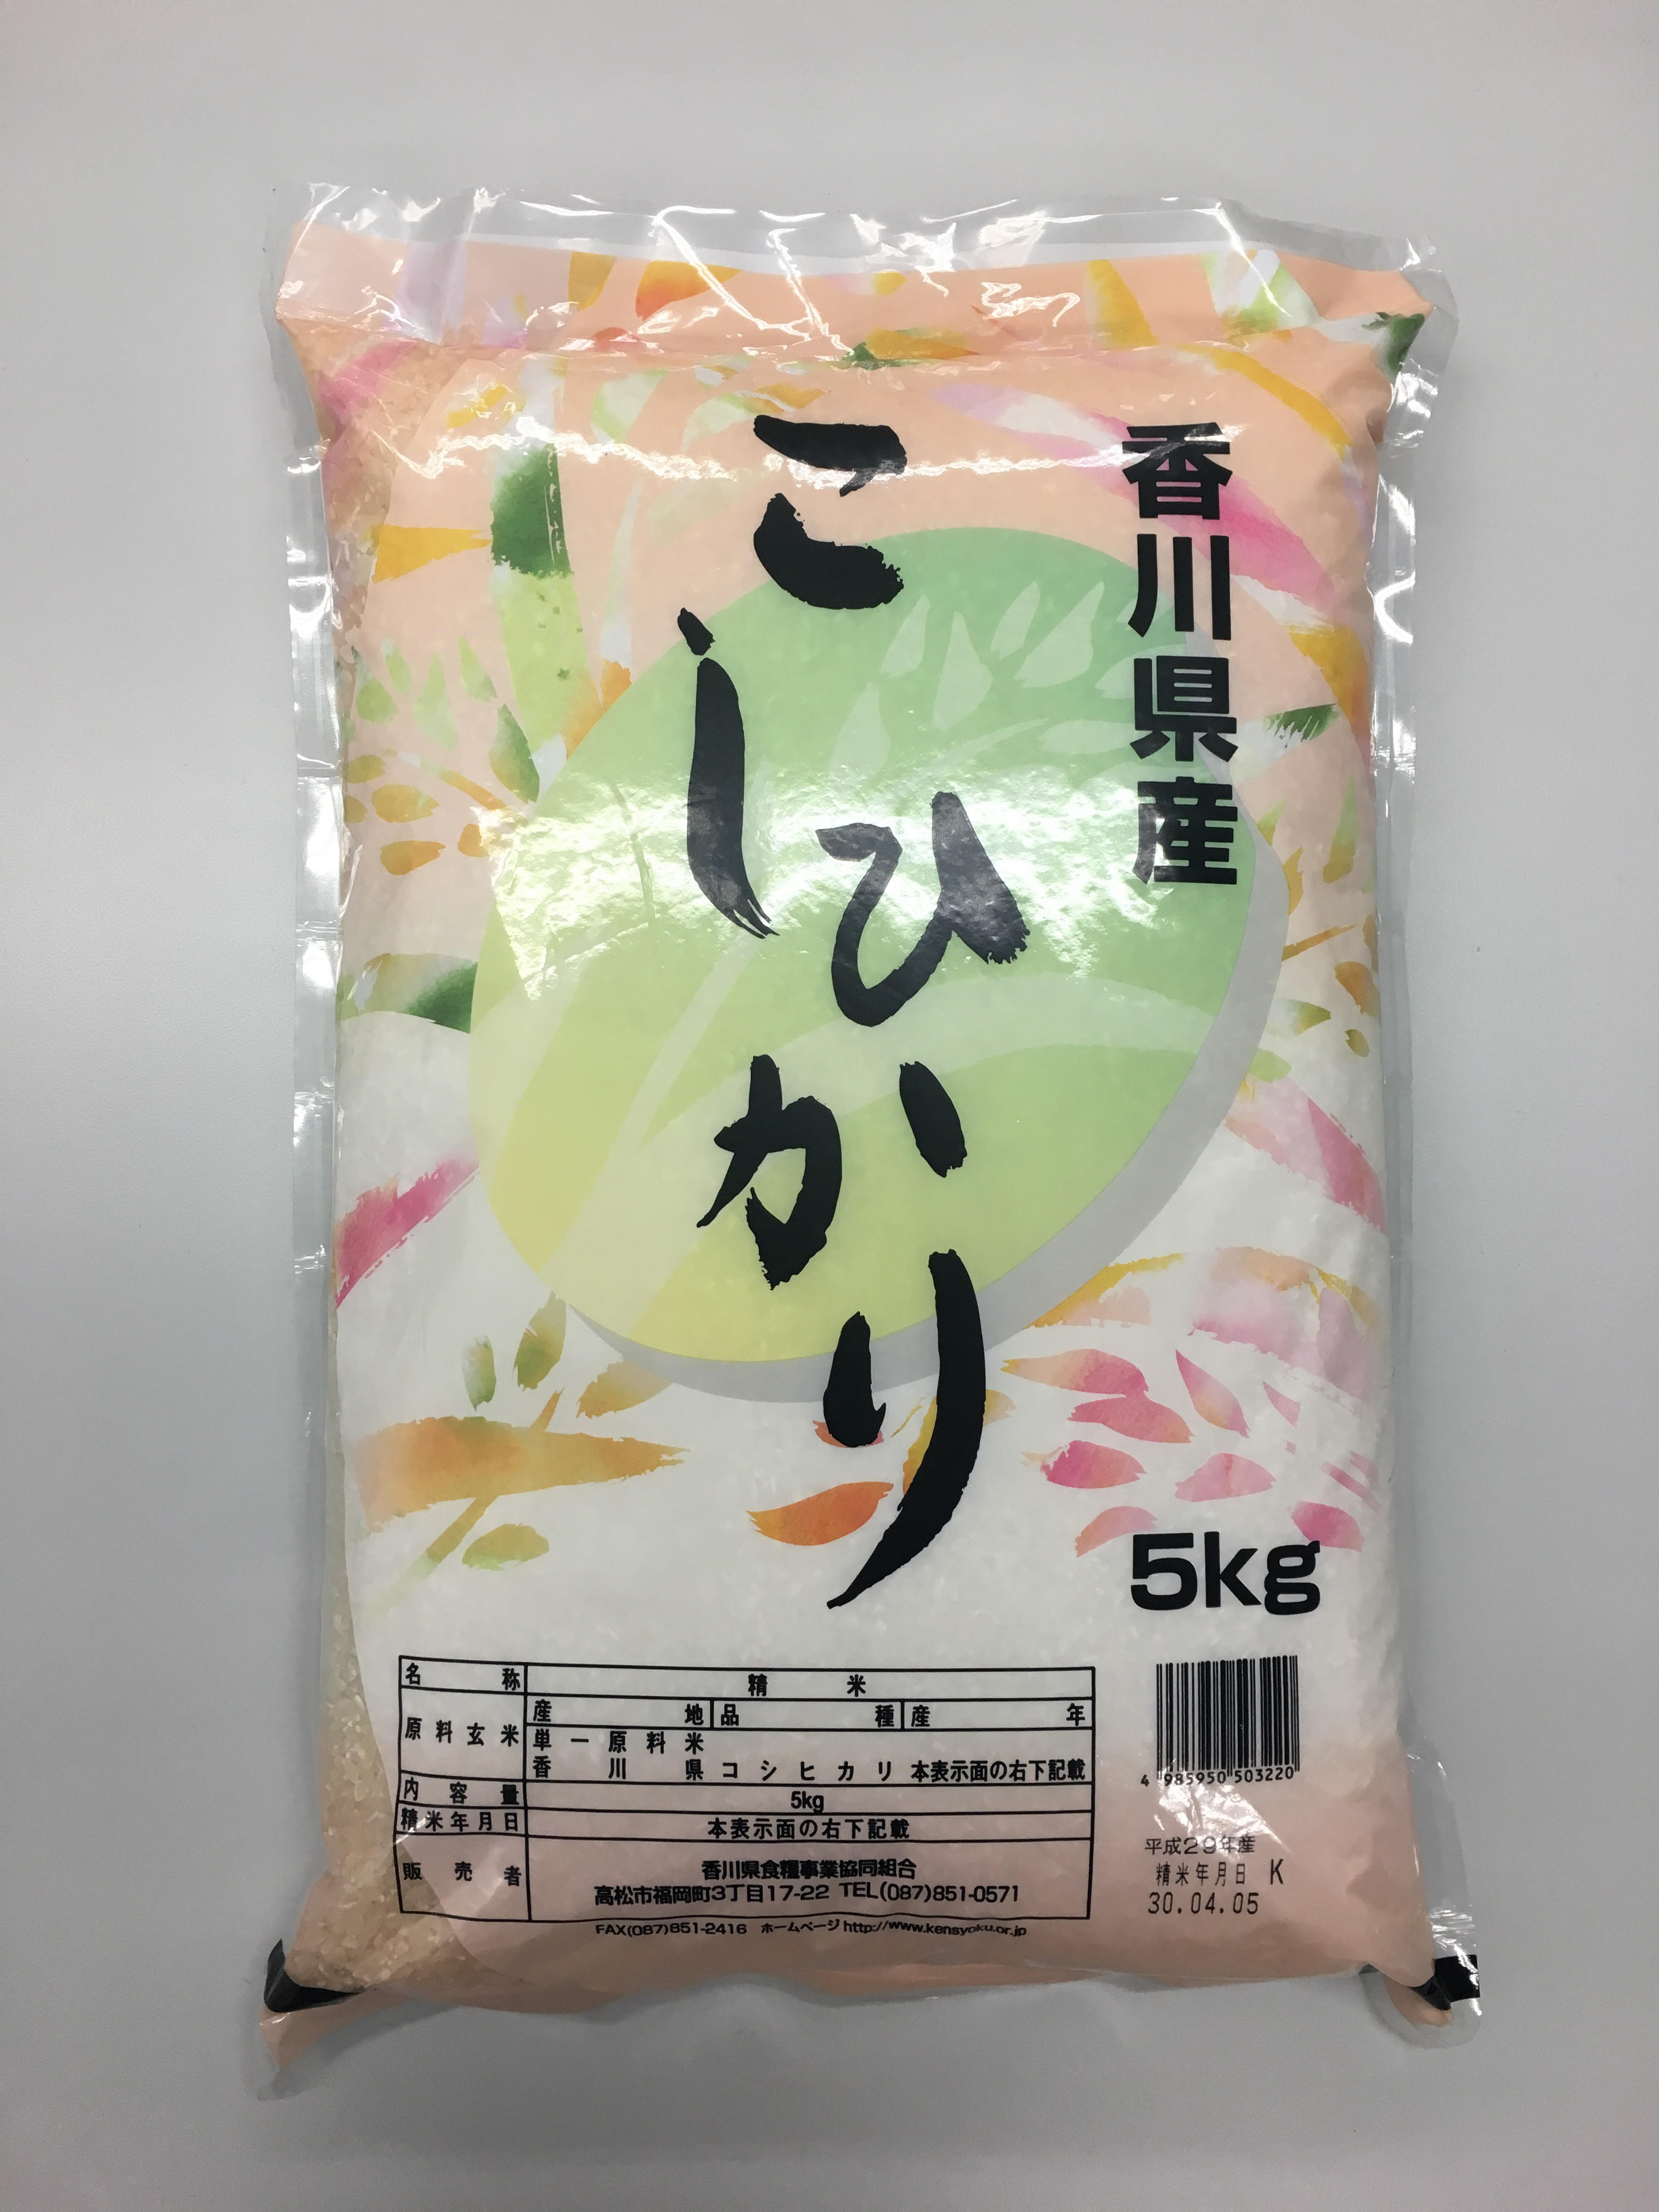 香川県産
こしひかり
5kg
名称 精米
原料玄米 産地 品種 産年
単一原料米
香川県 コシヒカリ 本表示面の右下記載
内容量 5kg
精米年月日 本表示面の右下記載
販売者 香川県食糧事業協同組合
高松市福岡町3丁目17-22 TEL(087)851-0571
FAX(087)851-2416 ホームページ http://www.kensyoku.or.jp
4 985950 503220
平成29年産
精米年月日 K
30.04.05